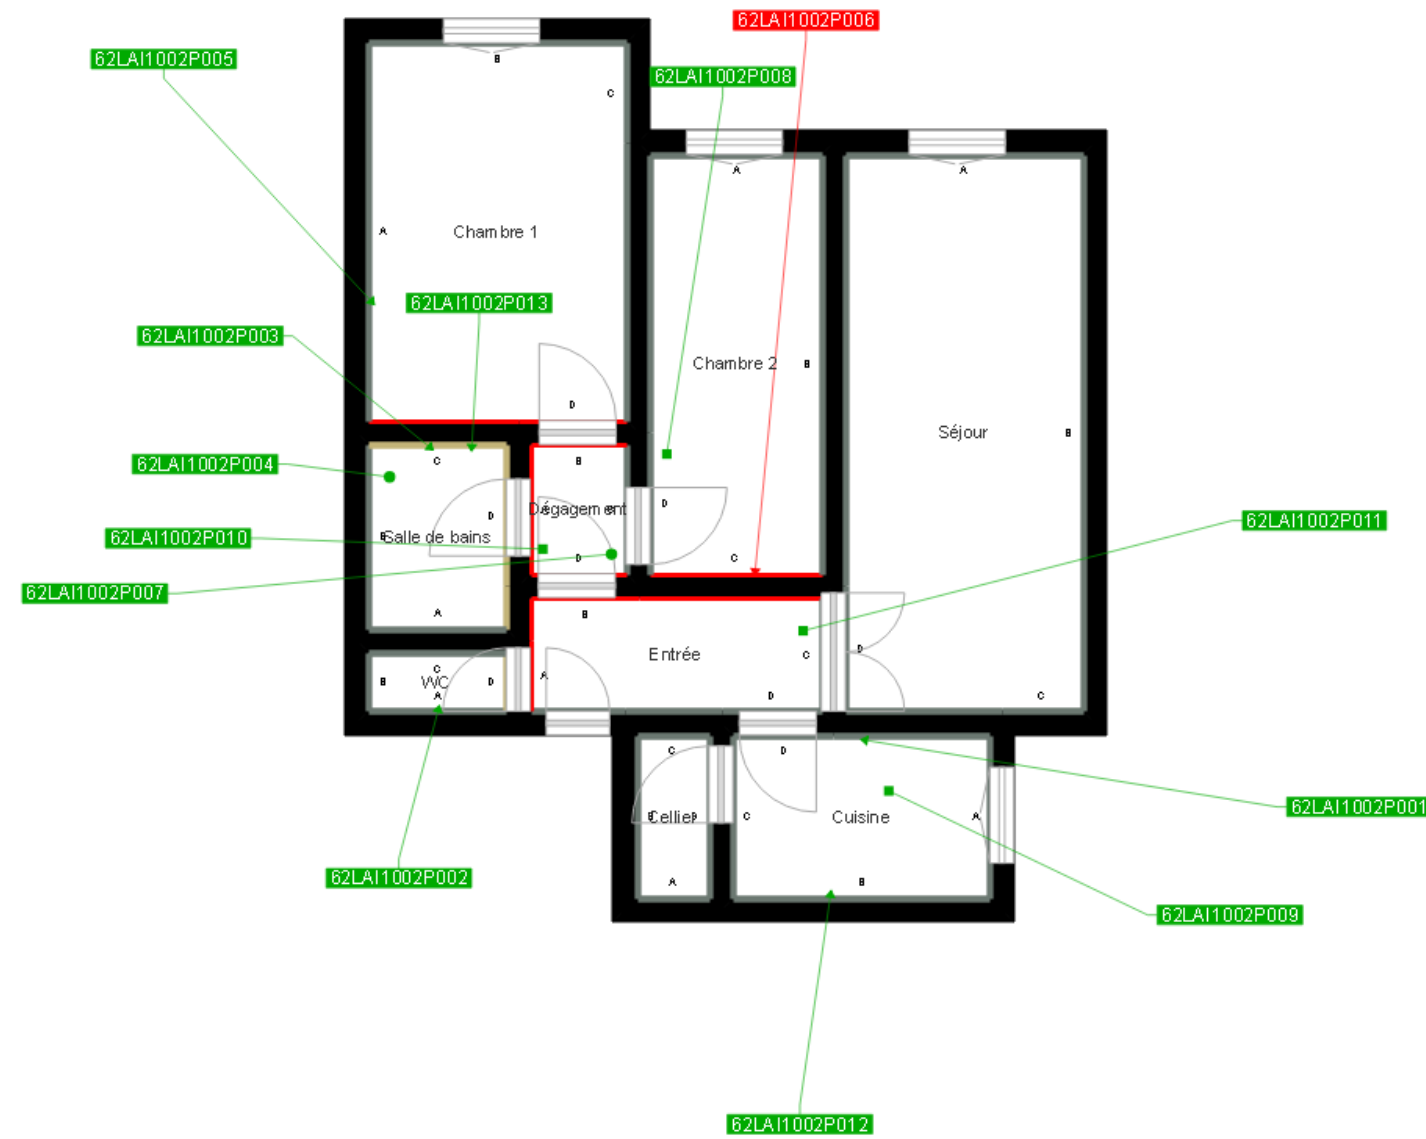 62LAI1002P006
62LAI1002P005
B
62LAI1002P008
C
A
A
A
Chambre 1
62LAI1002P013
62LAI1002P003
Chambre 2
B
D
Séjour
B
62LAI1002P004
C
B
D
Dégagement
D
B
Salle de bains
62LAI1002P011
62LAI1002P010
D
C
62LAI1002P007
A
B
Entrée
C
D
C
WC
B
D
A
A
D
C
C
D
62LAI1002P001
Cellier
C
Cuisine
A
62LAI1002P002
A
B
62LAI1002P009
62LAI1002P012